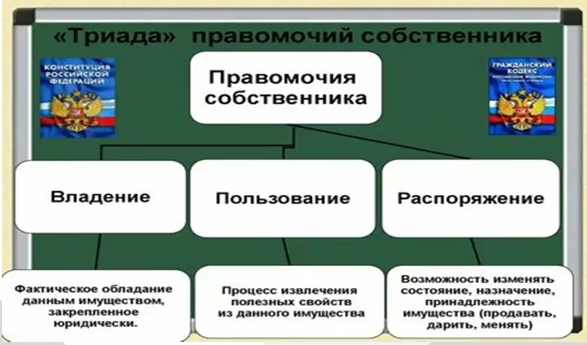 «Триада» правомочий собственника
КОНСТИТУЦИЯ
РОССИЙСКОЙ
ФЕДЕРАЦИИ
ГРАЖДАНСКИЙ
КОДЕКС
Правомочия
собственника
Владение
Пользование
Распоряжение
Фактическое обладание
данным имуществом,
закрепленное
юридически.
Процесс извлечения
полезных свойств
из данного имущества
Возможность изменять
состояние, назначение,
принадлежность
имущества (продавать,
дарить, менять)